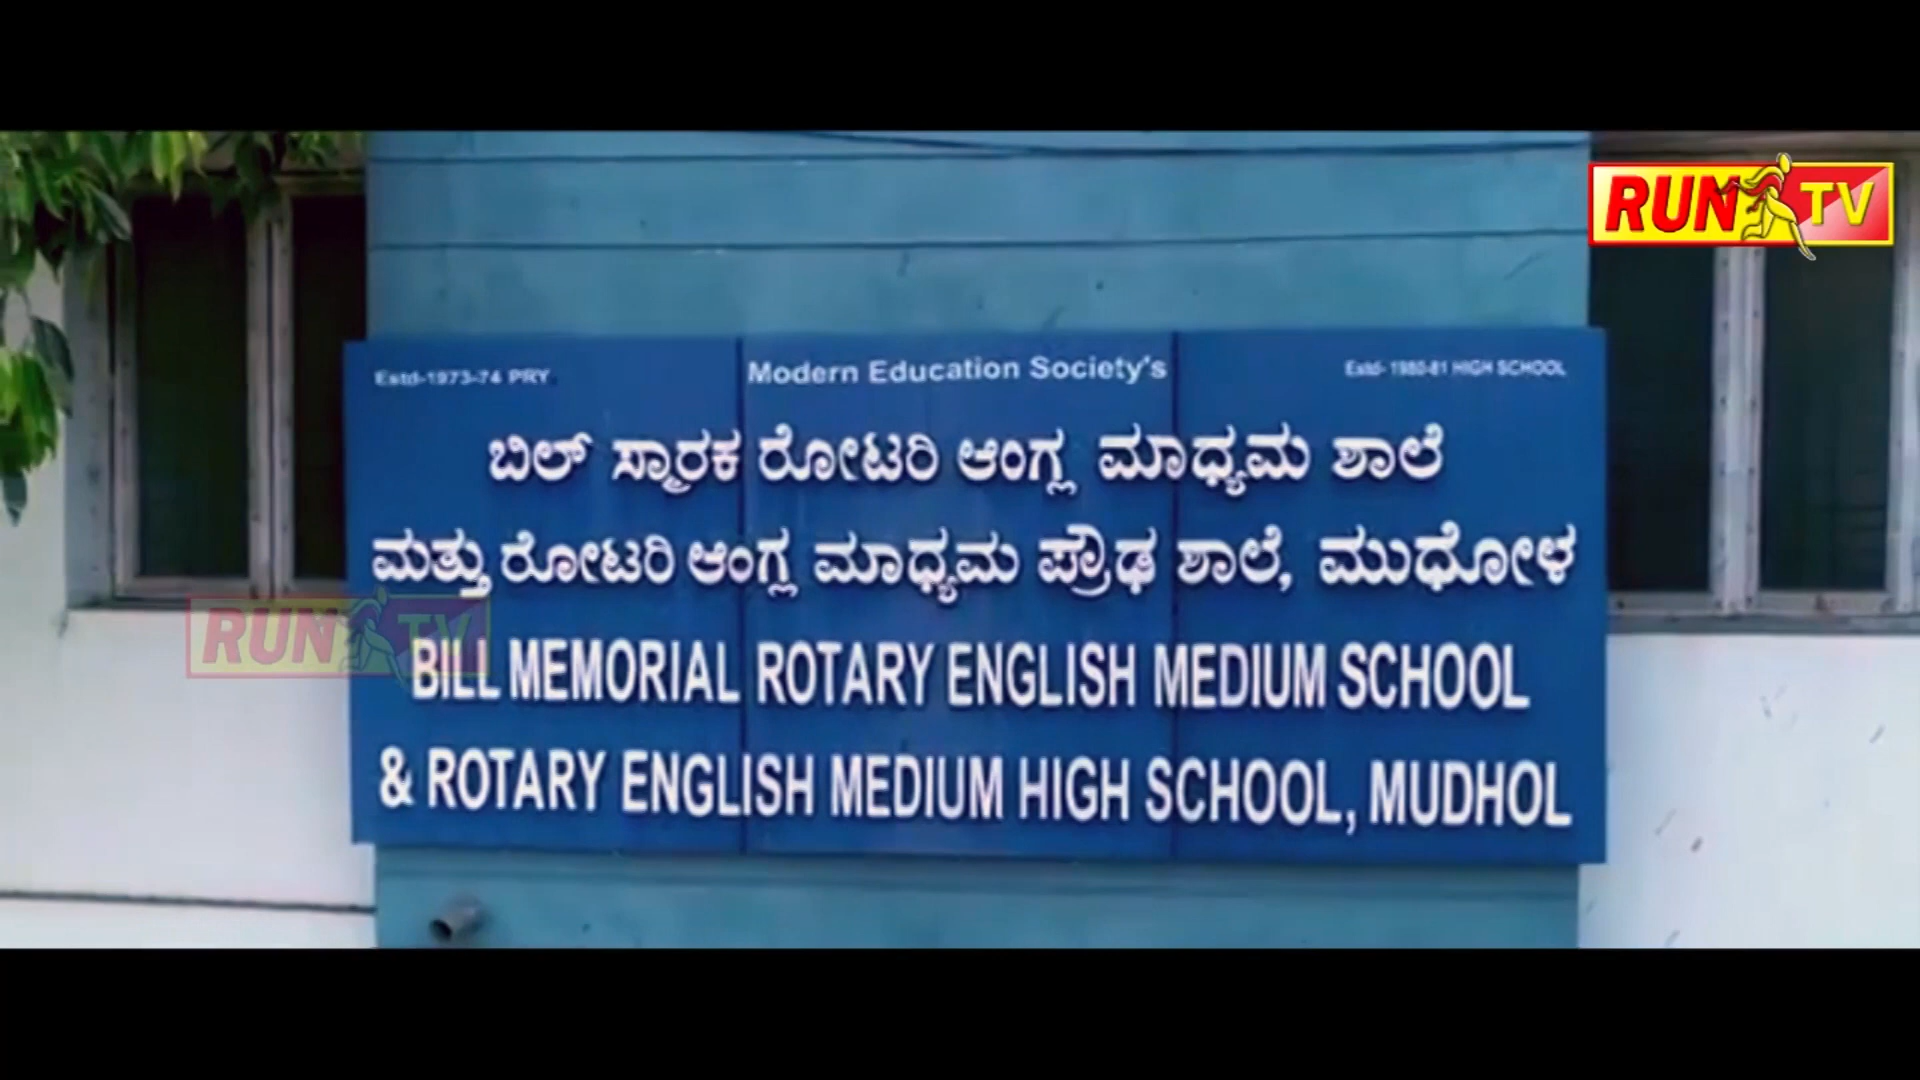 RUN TV
Estd-1973-74 PRY.
Modern Education Society's
Estd- 1980-81 HIGH SCHOOL
ಬಿಲ್ ಸ್ಮಾರಕ ರೋಟರಿ ಆಂಗ್ಲ ಮಾಧ್ಯಮ ಶಾಲೆ
ಮತ್ತು ರೋಟರಿ ಆಂಗ್ಲ ಮಾಧ್ಯಮ ಪ್ರೌಢ ಶಾಲೆ, ಮುಧೋಳ
RUN TV
BILL MEMORIAL ROTARY ENGLISH MEDIUM SCHOOL
& ROTARY ENGLISH MEDIUM HIGH SCHOOL, MUDHOL